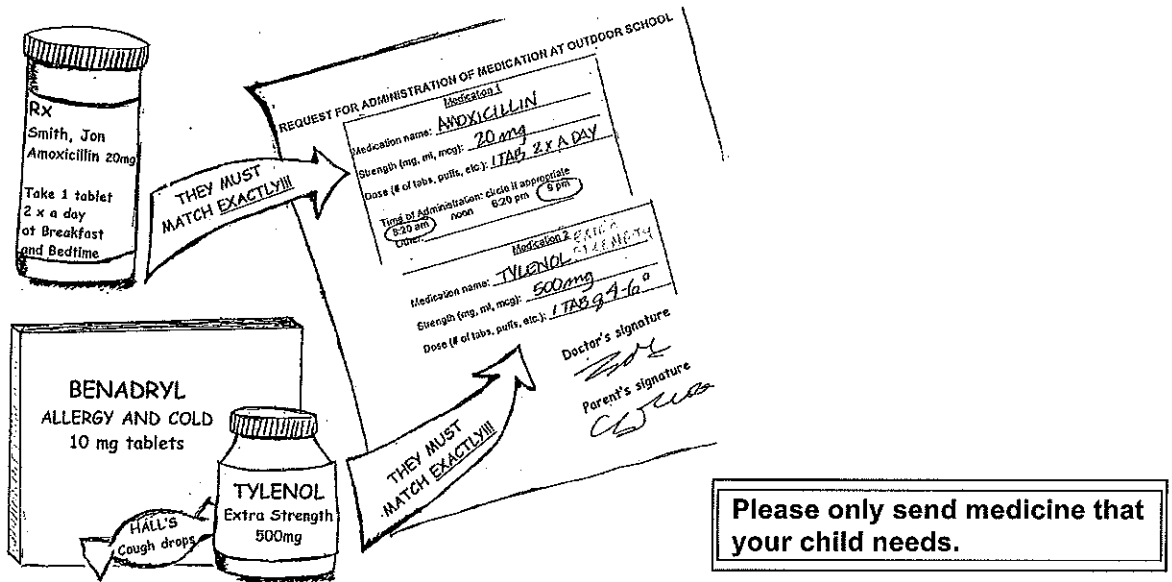 Rx
Smith, Jon
Amoxicillin 20mg
Take 1 tablet
2 x a day
at Breakfast
and Bedtime
THEY MUST
MATCH EXACTLY!!!
REQUEST FOR ADMINISTRATION OF MEDICATION AT OUTDOOR SCHOOL
Medication 1
Medication name: AMOXICILLIN
Strength (mg, ml, mcg): 20mg
Dose (# of tabs, puffs, etc.): 1 TAB 2 X A DAY
Time of Administration: circle if appropriate
8:20 am noon 6:20 pm 9 pm
Other:
Medication 2
Medication name: TYLENOL EXTRA STRENGTH
Strength (mg, ml, mcg): 500mg
Dose (# of tabs, puffs, etc.): 1 TAB q 4-6°
Doctor's signature
Parent's signature
BENADRYL
ALLERGY AND COLD
10 mg tablets
HALL'S
Cough drops
TYLENOL
Extra Strength
500mg
THEY MUST
MATCH EXACTLY!!!
Please only send medicine that
your child needs.